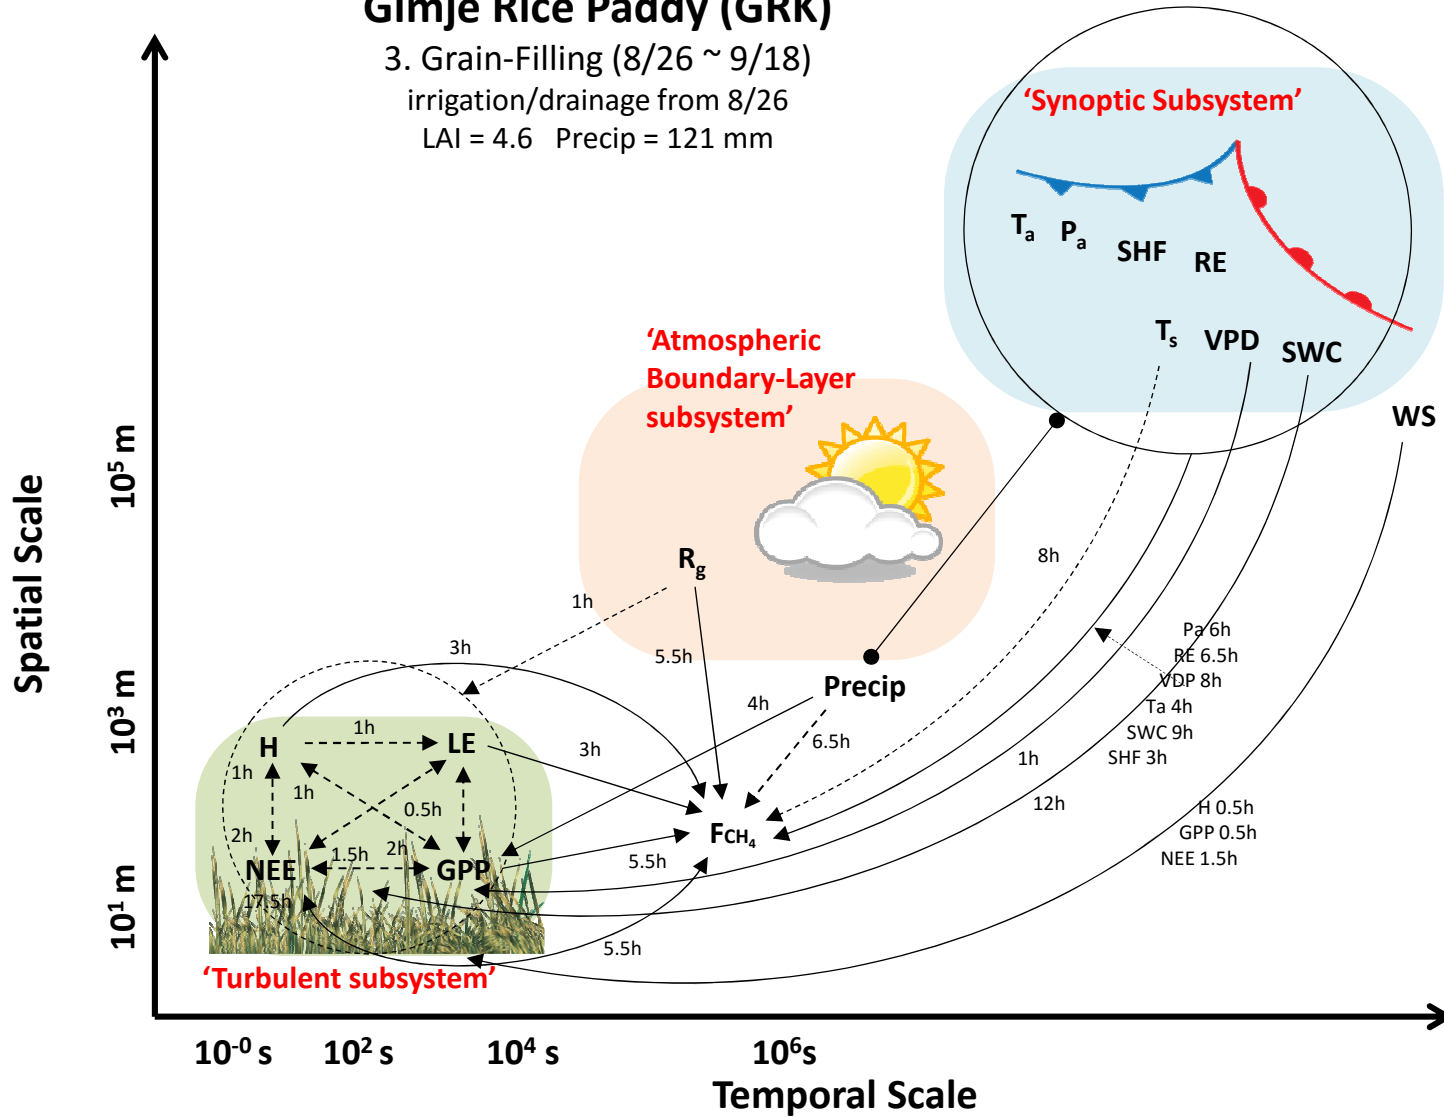 Gimje Rice Paddy (GRK)
3. Grain-Filling (8/26 ~ 9/18)
irrigation/drainage from 8/26
LAI = 4.6 Precip = 121 mm
‘Synoptic Subsystem’
Ta Pa SHF RE
Ts VPD SWC
WS
‘Atmospheric
Boundary-Layer
subsystem’
Rg
Precip
8h
1h
5.5h
3h
4h
6.5h
3h
Pa 6h
RE 6.5h
VDP 8h
Ta 4h
SWC 9h
SHF 3h
1h
12h
H 0.5h
GPP 0.5h
NEE 1.5h
H
1h
LE
1h
1h
0.5h
2h
1.5h
2h
NEE
GPP
17.5h
FCH4
5.5h
5.5h
‘Turbulent subsystem’
Spatial Scale
10⁵ m
10³ m
10¹ m
10⁻⁰ s 10² s 10⁴ s 10⁶s
Temporal Scale